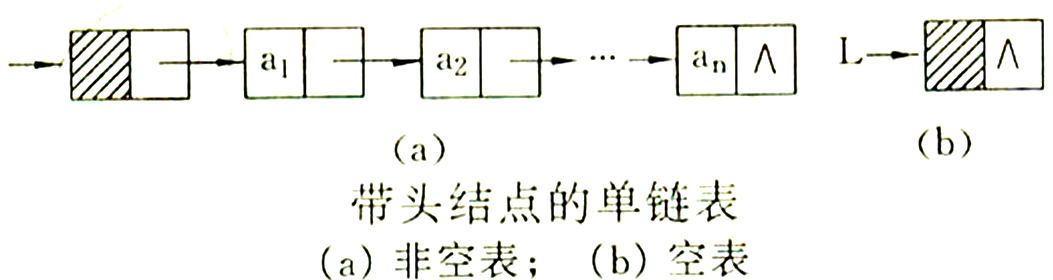 a₁ a₂ ... aₙ ∧ L ∧
(a) (b)
带头结点的单链表
(a) 非空表； (b) 空表